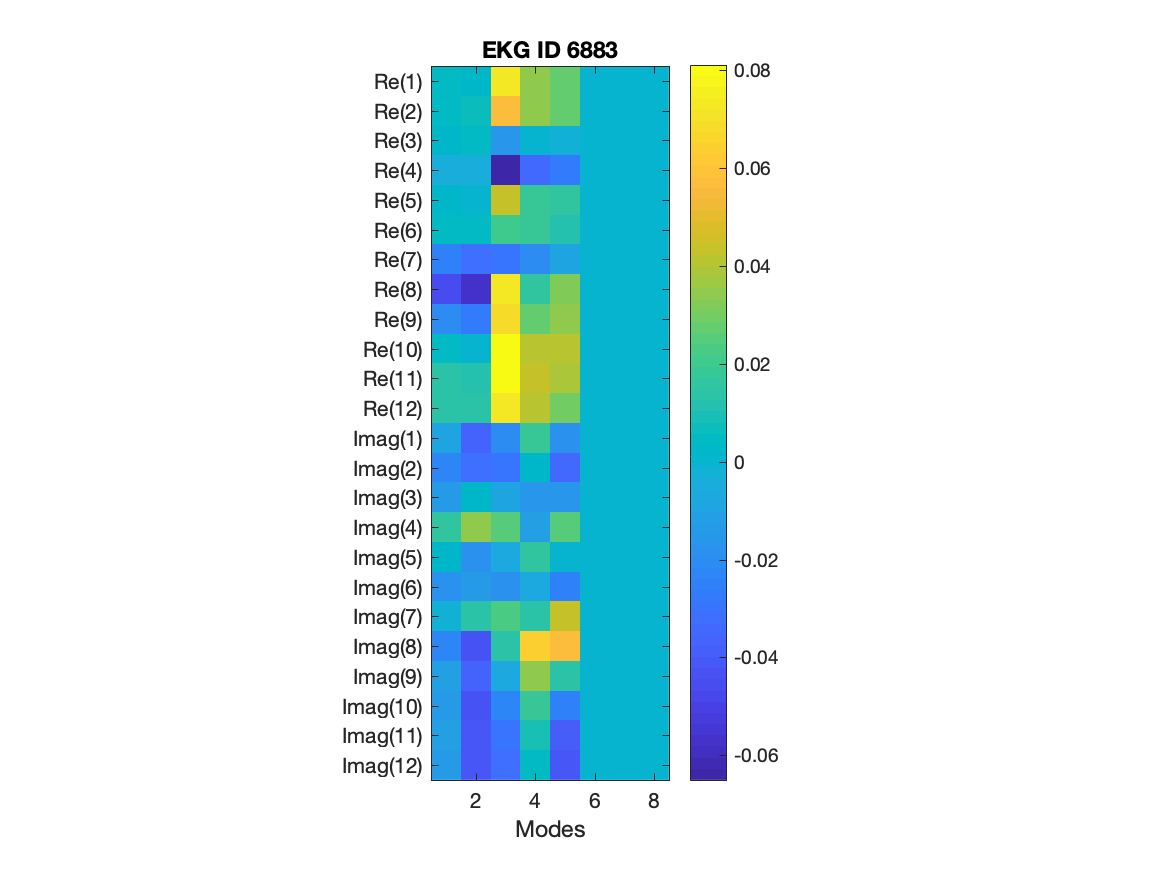 EKG ID 6883
Re(1)
Re(2)
Re(3)
Re(4)
Re(5)
Re(6)
Re(7)
Re(8)
Re(9)
Re(10)
Re(11)
Re(12)
Imag(1)
Imag(2)
Imag(3)
Imag(4)
Imag(5)
Imag(6)
Imag(7)
Imag(8)
Imag(9)
Imag(10)
Imag(11)
Imag(12)
2 4 6 8
Modes
0.08
0.06
0.04
0.02
0
-0.02
-0.04
-0.06